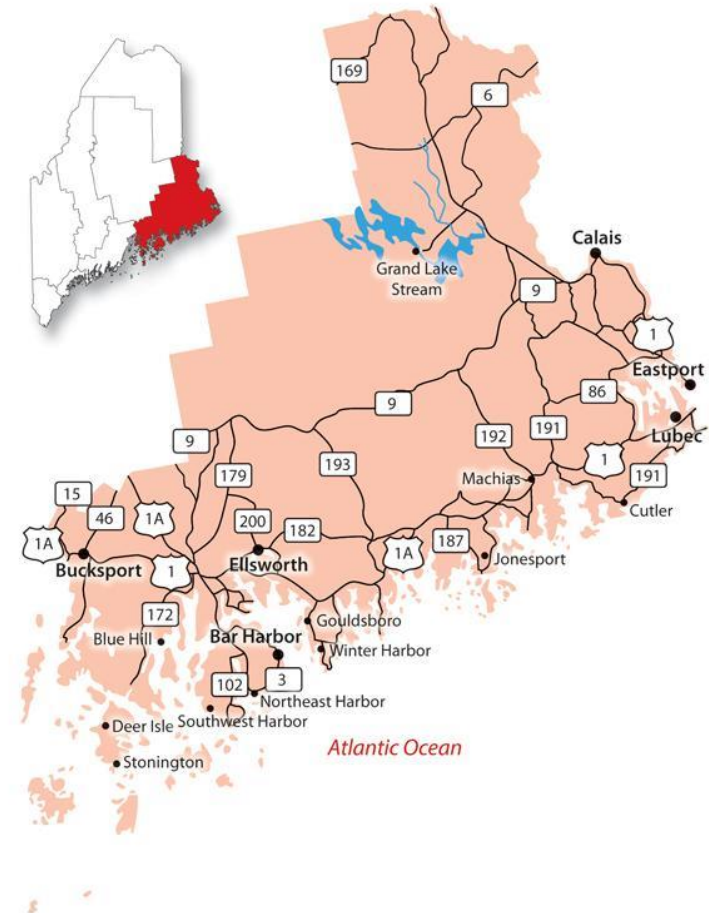 169
6
Calais
Grand Lake
Stream
9
1
Eastport
86
9
Lubec
9
192
191
1
179
193
Machias
191
15
Cutler
46
1A
200
182
1A
1A
187
Bucksport
1
Ellsworth
Jonesport
172
Gouldsboro
Blue Hill
Bar Harbor
Winter Harbor
102
3
Northeast Harbor
Southwest Harbor
Deer Isle
Atlantic Ocean
Stonington